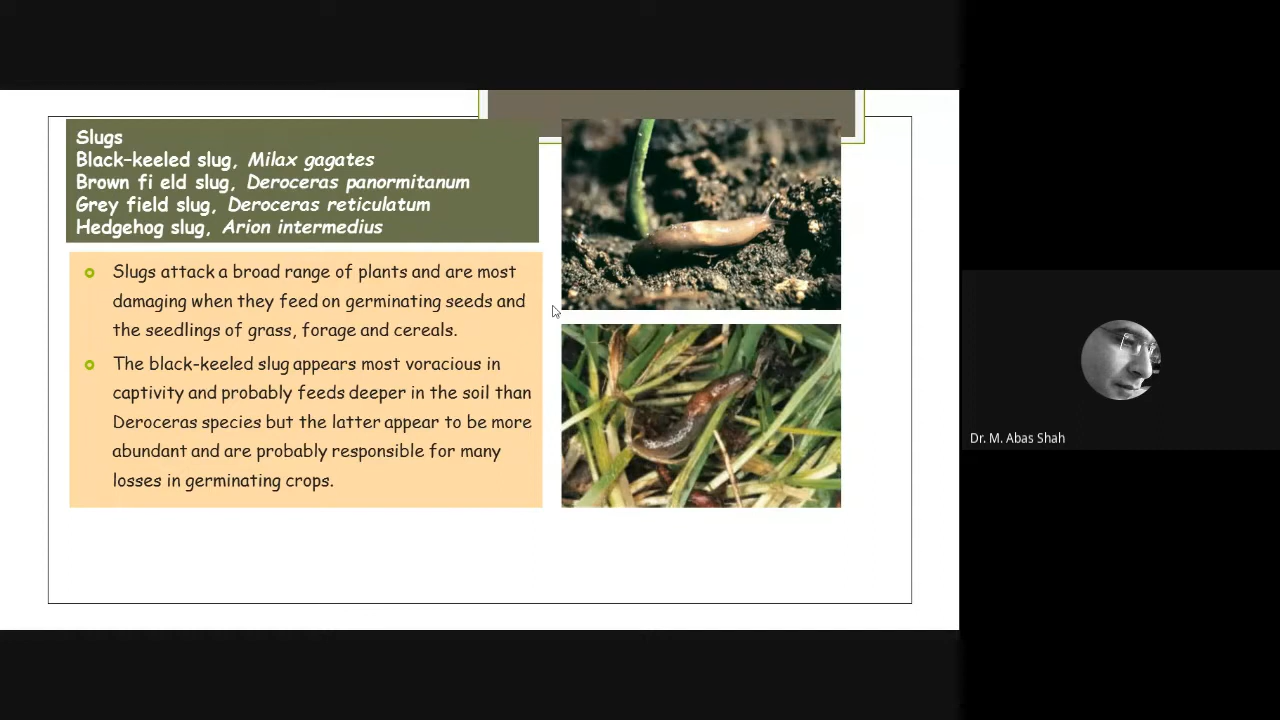 Slugs
Black-keeled slug, Milax gagates
Brown fi eld slug, Deroceras panormitanum
Grey field slug, Deroceras reticulatum
Hedgehog slug, Arion intermedius
Slugs attack a broad range of plants and are most
damaging when they feed on germinating seeds and
the seedlings of grass, forage and cereals.
The black-keeled slug appears most voracious in
captivity and probably feeds deeper in the soil than
Deroceras species but the latter appear to be more
abundant and are probably responsible for many
losses in germinating crops.
Dr. M. Abas Shah